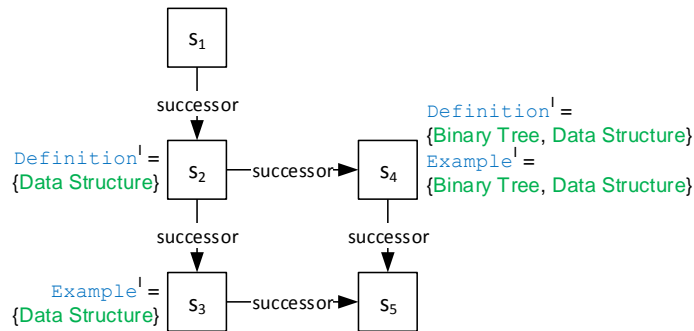 s1
successor
Definition^I =
{Binary Tree, Data Structure}
Example^I =
{Binary Tree, Data Structure}
Definition^I =
{Data Structure}
s2
successor
s4
successor
successor
Example^I =
{Data Structure}
s3
successor
s5